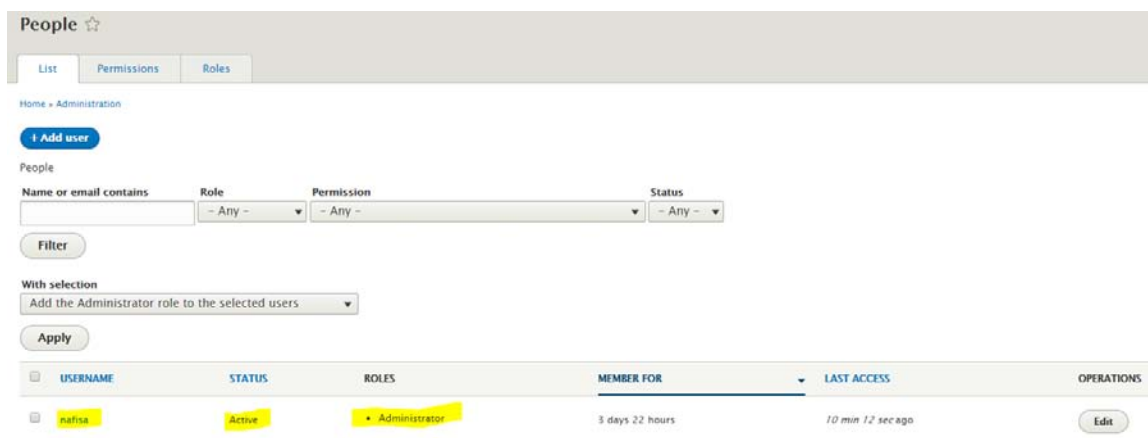 People
List Permissions Roles
Home » Administration
+ Add user
People
Name or email contains Role Permission Status
- Any - - Any - - Any -
Filter
With selection
Add the Administrator role to the selected users
Apply
USERNAME STATUS ROLES MEMBER FOR LAST ACCESS OPERATIONS
nafisa Active • Administrator 3 days 22 hours 10 min 12 sec ago Edit